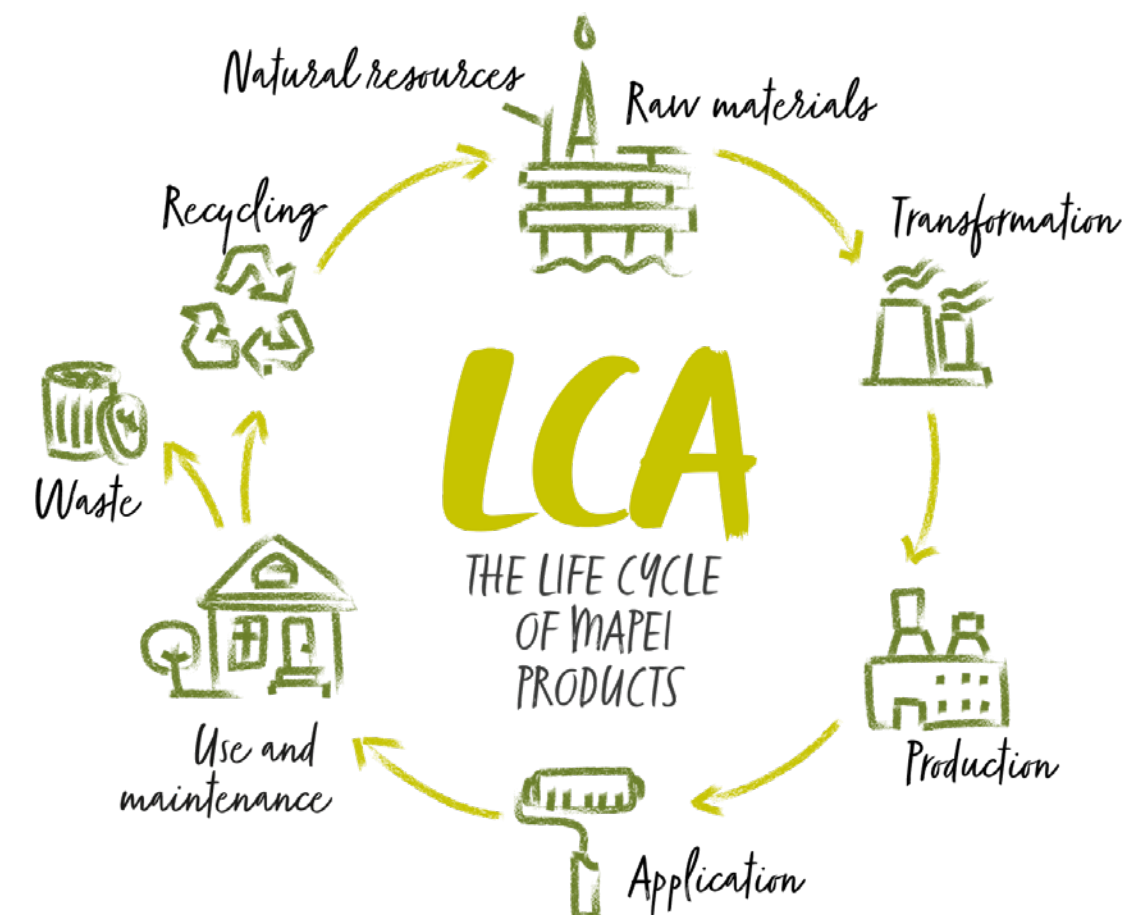 Natural resources
Raw materials
Recycling
Transformation
LCA
Waste
THE LIFE CYCLE
OF MAPEI
PRODUCTS
Use and
maintenance
Production
Application